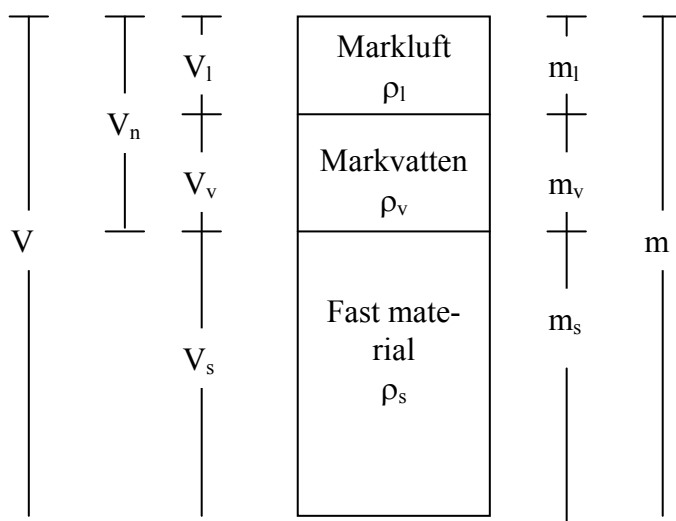 Markluft
ρₗ
Vₗ
mₗ
Vₙ
Markvatten
ρᵥ
Vᵥ
mᵥ
V
m
Fast mate-
rial
ρₛ
Vₛ
mₛ